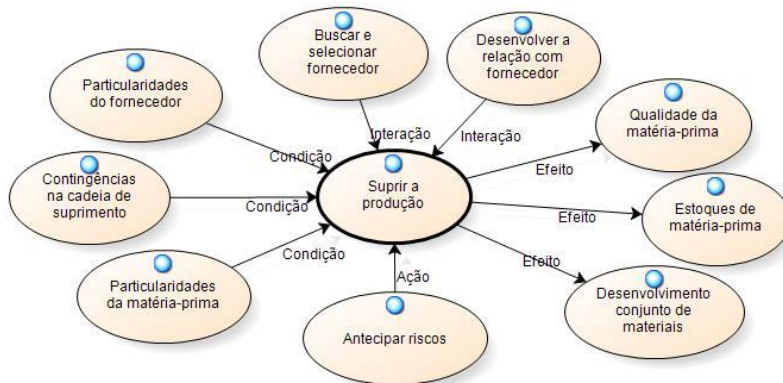 Buscar e
selecionar
fornecedor
Desenvolver a
relação com
fornecedor
Particularidades
do fornecedor
Qualidade da
matéria-prima
Interação
Interação
Condição
Efeito
Contingências
na cadeia de
suprimento
Condição
Suprir a
produção
Efeito
Estoques de
matéria-prima
Condição
Efeito
Particularidades
da matéria-prima
Ação
Desenvolvimento
conjunto de
materiais
Antecipar riscos